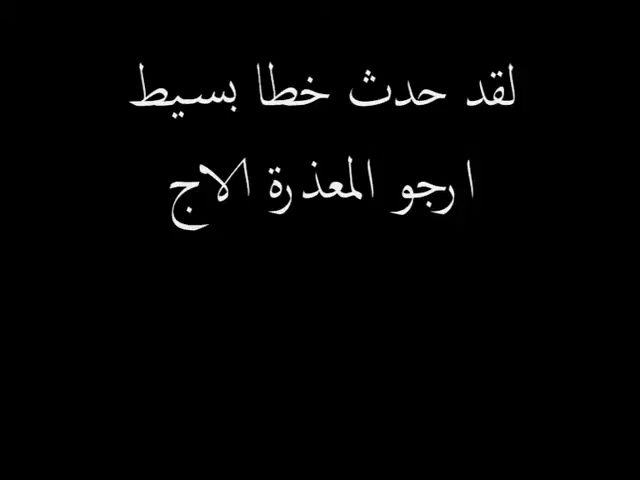 لقد حدث خطا بسيط
ارجو المعذرة الاج